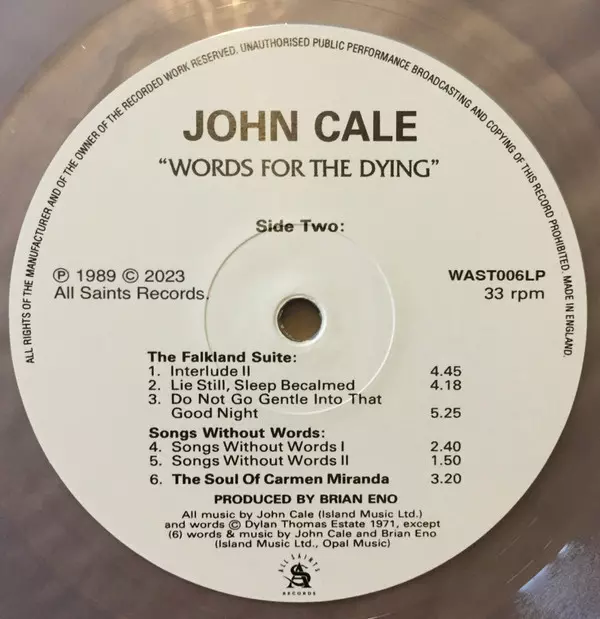 ALL RIGHTS OF THE MANUFACTURER AND OF THE OWNER OF THE RECORDED WORK RESERVED. UNAUTHORISED PUBLIC PERFORMANCE BROADCASTING AND COPYING OF THIS RECORD PROHIBITED. MADE IN ENGLAND.
JOHN CALE
“WORDS FOR THE DYING”
Side Two:
℗ 1989 © 2023
All Saints Records.
WAST006LP
33 rpm
The Falkland Suite:
1. Interlude II 4.45
2. Lie Still, Sleep Becalmed 4.18
3. Do Not Go Gentle Into That
Good Night 5.25
Songs Without Words:
4. Songs Without Words I 2.40
5. Songs Without Words II 1.50
6. The Soul Of Carmen Miranda 3.20
PRODUCED BY BRIAN ENO
All music by John Cale (Island Music Ltd.)
and words © Dylan Thomas Estate 1971, except
(6) words & music by John Cale and Brian Eno
(Island Music Ltd., Opal Music)
ALL SAINTS
RECORDS